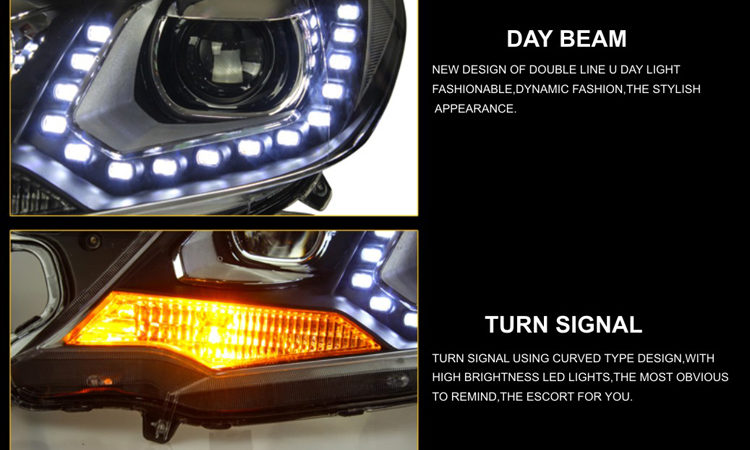 DAY BEAM
NEW DESIGN OF DOUBLE LINE U DAY LIGHT
FASHIONABLE,DYNAMIC FASHION,THE STYLISH
APPEARANCE.
TURN SIGNAL
TURN SIGNAL USING CURVED TYPE DESIGN,WITH
HIGH BRIGHTNESS LED LIGHTS,THE MOST OBVIOUS
TO REMIND,THE ESCORT FOR YOU.